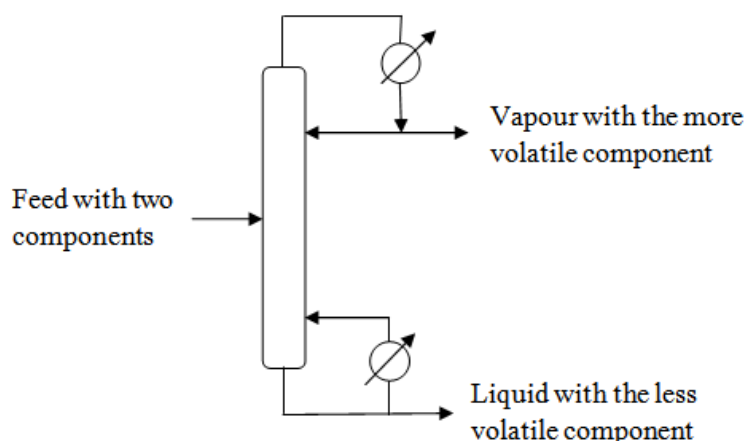 Vapour with the more
volatile component
Feed with two
components
Liquid with the less
volatile component